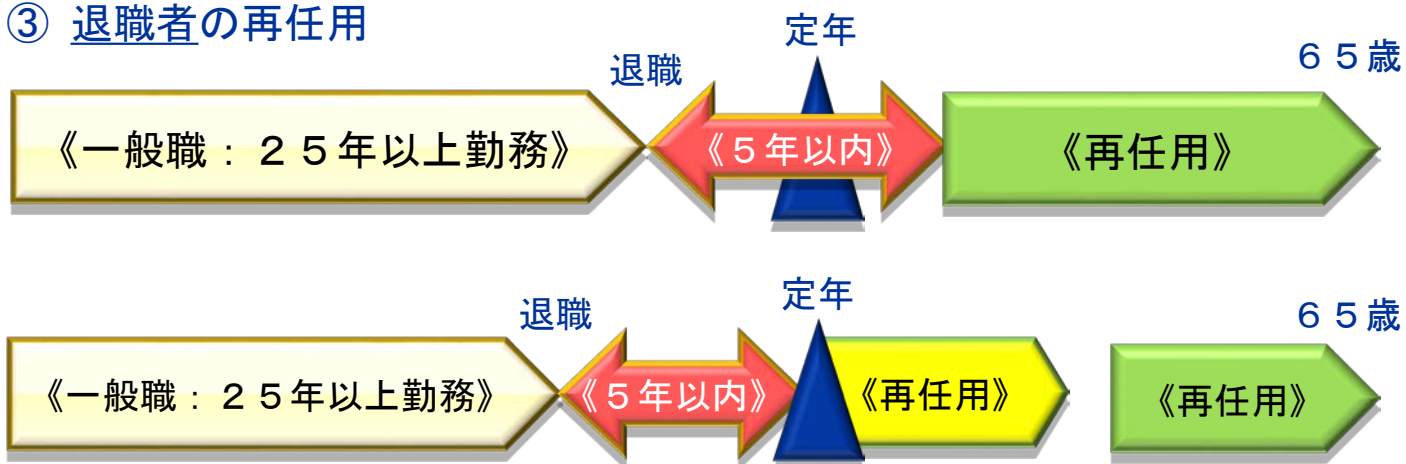 ③ 退職者の再任用
定年
退職
６５歳
《一般職：２５年以上勤務》
《５年以内》
《再任用》
定年
退職
６５歳
《一般職：２５年以上勤務》
《５年以内》
《再任用》
《再任用》